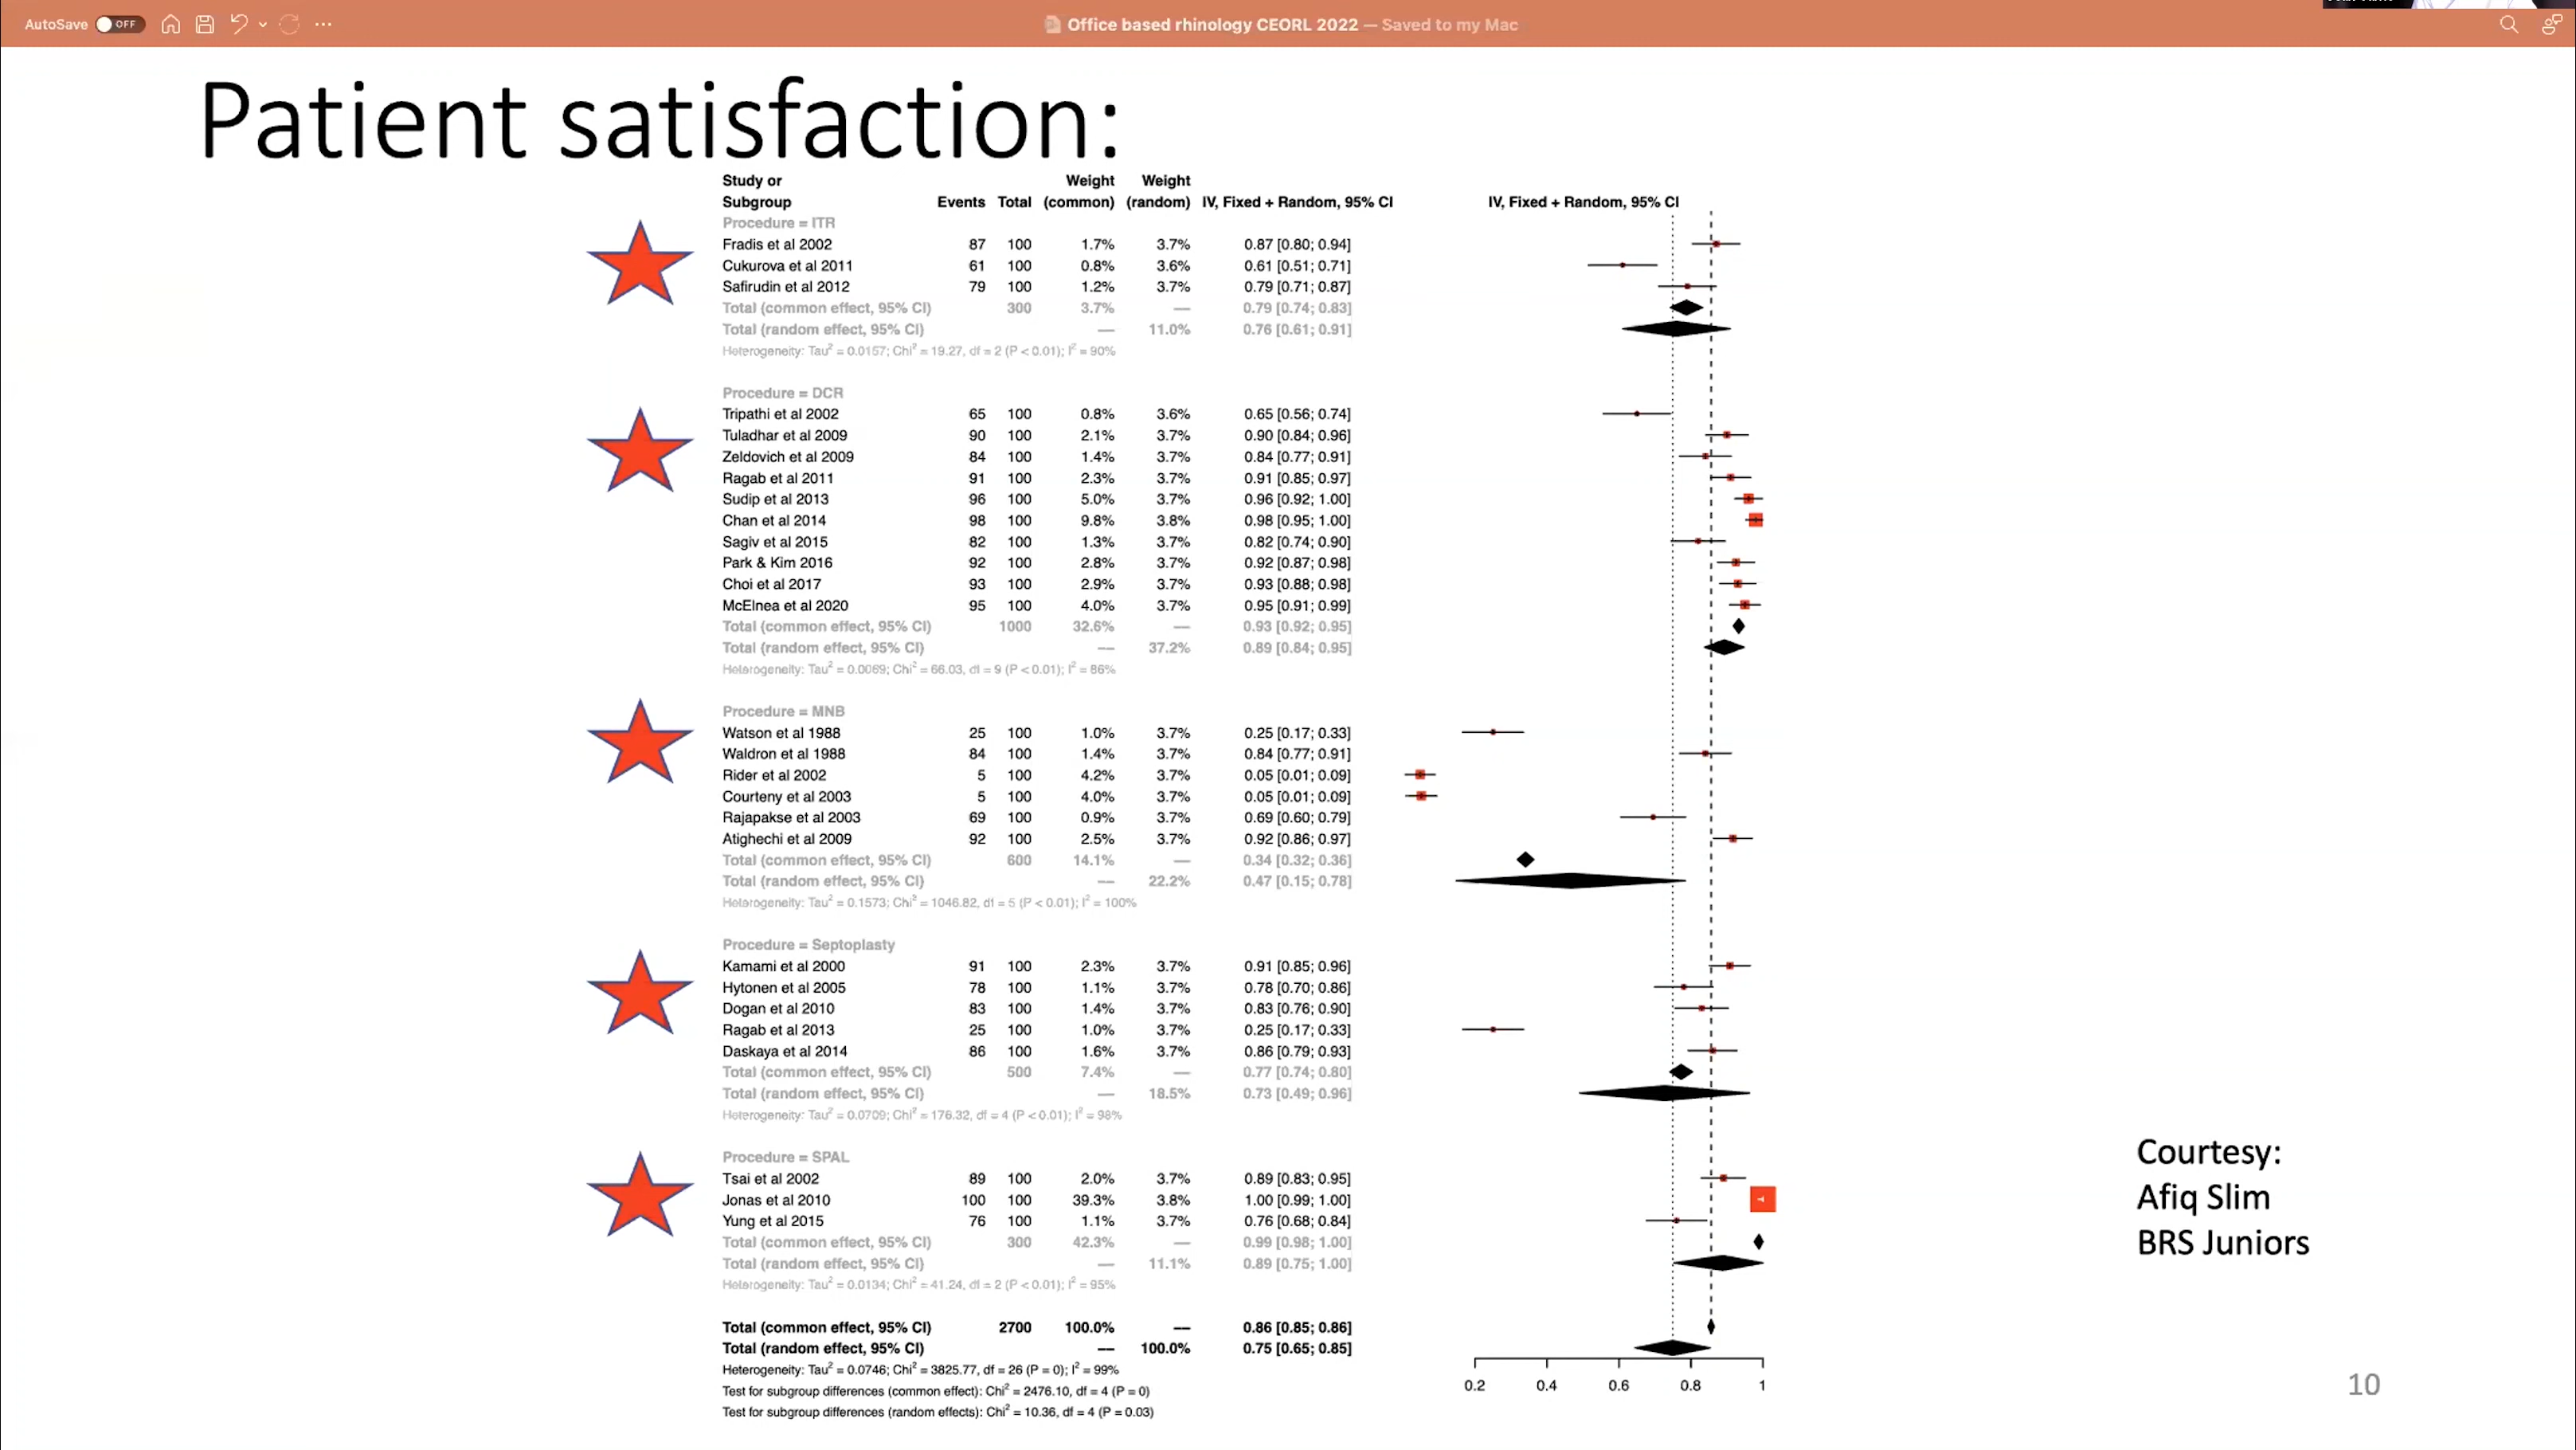 AutoSave OFF
Office based rhinology CEORL 2022 — Saved to my Mac
Patient satisfaction:
Study or Weight Weight
Subgroup Events Total (common) (random) IV, Fixed + Random, 95% CI IV, Fixed + Random, 95% CI
Procedure = ITR
Fradis et al 2002 87 100 1.7% 3.7% 0.87 [0.80; 0.94]
Cukurova et al 2011 61 100 0.8% 3.6% 0.61 [0.51; 0.71]
Safirudin et al 2012 79 100 1.2% 3.7% 0.79 [0.71; 0.87]
Total (common effect, 95% CI) 300 3.7% — 0.79 [0.74; 0.83]
Total (random effect, 95% CI) — 11.0% 0.76 [0.61; 0.91]
Heterogeneity: Tau² = 0.0157; Chi² = 19.27, df = 2 (P < 0.01); I² = 90%
Procedure = DCR
Tripathi et al 2002 65 100 0.8% 3.6% 0.65 [0.56; 0.74]
Tuladhar et al 2009 90 100 2.1% 3.7% 0.90 [0.84; 0.96]
Zeldovich et al 2009 84 100 1.4% 3.7% 0.84 [0.77; 0.91]
Ragab et al 2011 91 100 2.3% 3.7% 0.91 [0.85; 0.97]
Sudip et al 2013 96 100 5.0% 3.7% 0.96 [0.92; 1.00]
Chan et al 2014 98 100 9.8% 3.8% 0.98 [0.95; 1.00]
Sagiv et al 2015 82 100 1.3% 3.7% 0.82 [0.74; 0.90]
Park & Kim 2016 92 100 2.8% 3.7% 0.92 [0.87; 0.98]
Choi et al 2017 93 100 2.9% 3.7% 0.93 [0.88; 0.98]
McElnea et al 2020 95 100 4.0% 3.7% 0.95 [0.91; 0.99]
Total (common effect, 95% CI) 1000 32.6% — 0.93 [0.92; 0.95]
Total (random effect, 95% CI) — 37.2% 0.89 [0.84; 0.95]
Heterogeneity: Tau² = 0.0069; Chi² = 66.03, df = 9 (P < 0.01); I² = 86%
Procedure = MNB
Watson et al 1988 25 100 1.0% 3.7% 0.25 [0.17; 0.33]
Waldron et al 1988 84 100 1.4% 3.7% 0.84 [0.77; 0.91]
Rider et al 2002 5 100 4.2% 3.7% 0.05 [0.01; 0.09]
Courteny et al 2003 5 100 4.0% 3.7% 0.05 [0.01; 0.09]
Rajapakse et al 2003 69 100 0.9% 3.7% 0.69 [0.60; 0.79]
Atighechi et al 2009 92 100 2.5% 3.7% 0.92 [0.86; 0.97]
Total (common effect, 95% CI) 600 14.1% — 0.34 [0.32; 0.36]
Total (random effect, 95% CI) — 22.2% 0.47 [0.15; 0.78]
Heterogeneity: Tau² = 0.1573; Chi² = 1046.82, df = 5 (P < 0.01); I² = 100%
Procedure = Septoplasty
Kamami et al 2000 91 100 2.3% 3.7% 0.91 [0.85; 0.96]
Hytonen et al 2005 78 100 1.1% 3.7% 0.78 [0.70; 0.86]
Dogan et al 2010 83 100 1.4% 3.7% 0.83 [0.76; 0.90]
Ragab et al 2013 25 100 1.0% 3.7% 0.25 [0.17; 0.33]
Daskaya et al 2014 86 100 1.6% 3.7% 0.86 [0.79; 0.93]
Total (common effect, 95% CI) 500 7.4% — 0.77 [0.74; 0.80]
Total (random effect, 95% CI) — 18.5% 0.73 [0.49; 0.96]
Heterogeneity: Tau² = 0.0709; Chi² = 176.32, df = 4 (P < 0.01); I² = 98%
Procedure = SPAL
Tsai et al 2002 89 100 2.0% 3.7% 0.89 [0.83; 0.95]
Jonas et al 2010 100 100 39.3% 3.8% 1.00 [0.99; 1.00]
Yung et al 2015 76 100 1.1% 3.7% 0.76 [0.68; 0.84]
Total (common effect, 95% CI) 300 42.3% — 0.99 [0.98; 1.00]
Total (random effect, 95% CI) — 11.1% 0.89 [0.75; 1.00]
Heterogeneity: Tau² = 0.0134; Chi² = 41.24, df = 2 (P < 0.01); I² = 95%
Total (common effect, 95% CI) 2700 100.0% — 0.86 [0.85; 0.86]
Total (random effect, 95% CI) — 100.0% 0.75 [0.65; 0.85]
Heterogeneity: Tau² = 0.0746; Chi² = 3825.77, df = 26 (P = 0); I² = 99%
Test for subgroup differences (common effect): Chi² = 2476.10, df = 4 (P = 0)
Test for subgroup differences (random effects): Chi² = 10.36, df = 4 (P = 0.03)
0.2 0.4 0.6 0.8 1
Courtesy:
Afiq Slim
BRS Juniors
10